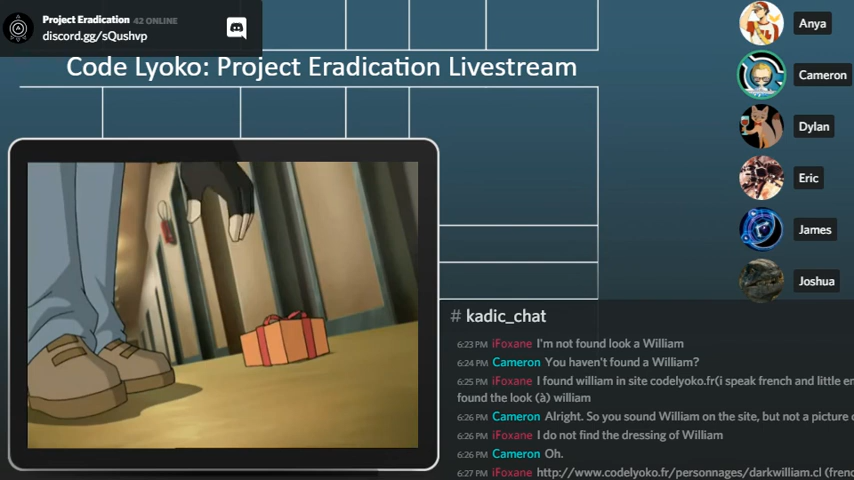 Project Eradication 42 ONLINE
discord.gg/sQushvp
Code Lyoko: Project Eradication Livestream
Anya
Cameron
Dylan
Eric
James
Joshua
# kadic_chat
6:23 PM iFoxane I'm not found look a William
6:24 PM Cameron You haven't found a William?
6:25 PM iFoxane I found william in site codelyoko.fr(i speak french and little en
found the look (à) william
6:26 PM Cameron Alright. So you sound William on the site, but not a picture o
6:26 PM iFoxane I do not find the dressing of William
6:26 PM Cameron Oh.
6:27 PM iFoxane http://www.codelyoko.fr/personnages/darkwilliam.cl (frenc